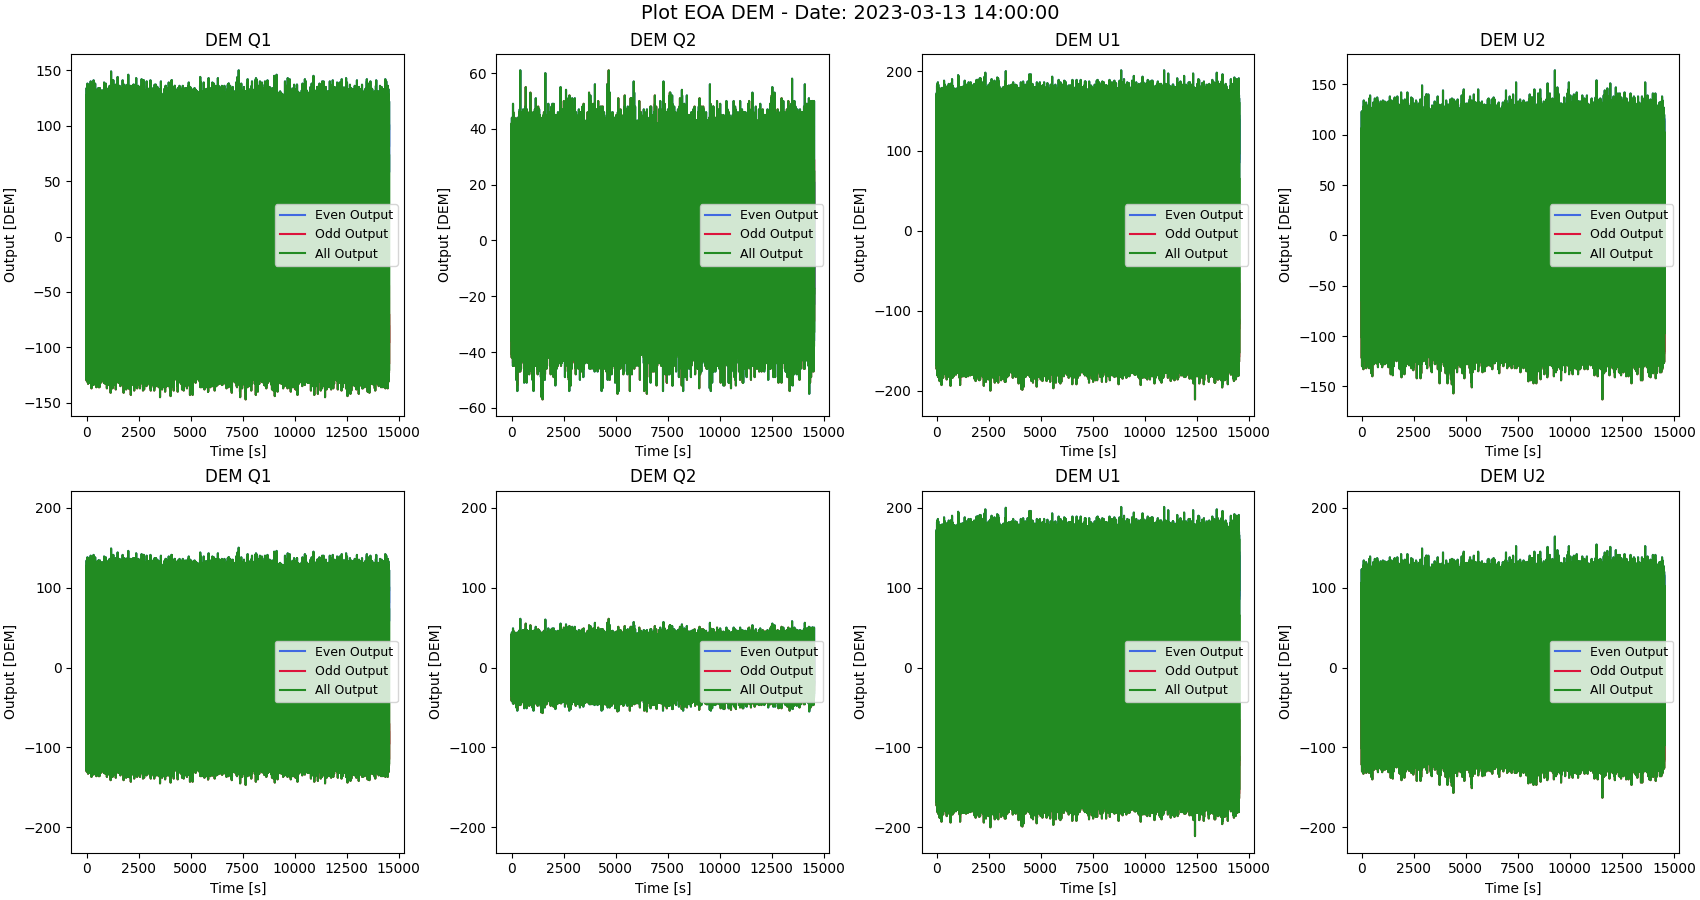 Plot EOA DEM - Date: 2023-03-13 14:00:00
DEM Q1
Output [DEM]
150
100
50
0
−50
−100
−150
0 2500 5000 7500 10000 12500 15000
Time [s]
Even Output
Odd Output
All Output
DEM Q2
Output [DEM]
60
40
20
0
−20
−40
−60
0 2500 5000 7500 10000 12500 15000
Time [s]
Even Output
Odd Output
All Output
DEM U1
Output [DEM]
200
100
0
−100
−200
0 2500 5000 7500 10000 12500 15000
Time [s]
Even Output
Odd Output
All Output
DEM U2
Output [DEM]
150
100
50
0
−50
−100
−150
0 2500 5000 7500 10000 12500 15000
Time [s]
Even Output
Odd Output
All Output
DEM Q1
Output [DEM]
200
100
0
−100
−200
0 2500 5000 7500 10000 12500 15000
Time [s]
Even Output
Odd Output
All Output
DEM Q2
Output [DEM]
200
100
0
−100
−200
0 2500 5000 7500 10000 12500 15000
Time [s]
Even Output
Odd Output
All Output
DEM U1
Output [DEM]
200
100
0
−100
−200
0 2500 5000 7500 10000 12500 15000
Time [s]
Even Output
Odd Output
All Output
DEM U2
Output [DEM]
200
100
0
−100
−200
0 2500 5000 7500 10000 12500 15000
Time [s]
Even Output
Odd Output
All Output